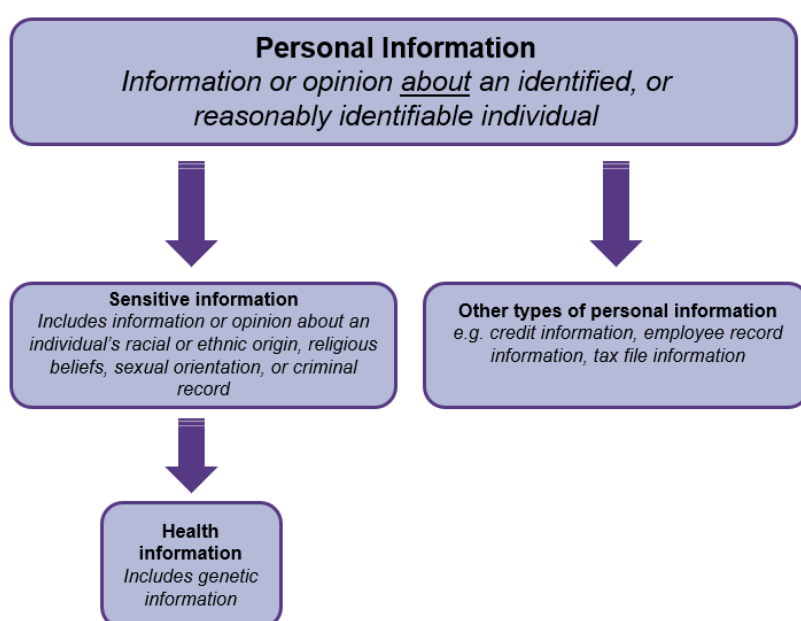 Personal Information
Information or opinion about an identified, or
reasonably identifiable individual
Sensitive information
Includes information or opinion about an
individual's racial or ethnic origin, religious
beliefs, sexual orientation, or criminal
record
Other types of personal information
e.g. credit information, employee record
information, tax file information
Health
information
Includes genetic
information